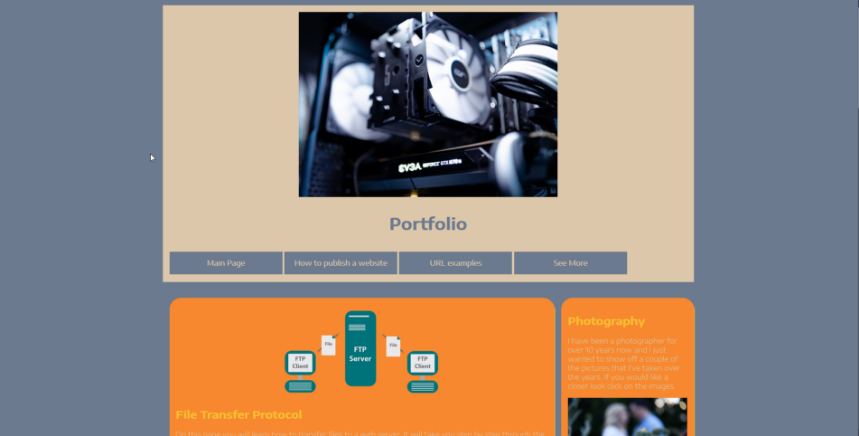 EVGA GEFORCE GTX
Portfolio
Main Page
How to publish a website
URL examples
See More
FTP
Client
File
FTP
Server
File
FTP
Client
File Transfer Protocol
On this page you will learn how to transfer files to a web server. It will take you step by step through the
Photography
I have been a photographer for
over 10 years now and I just
wanted to show off a couple of
the pictures that I've taken over
the years. If you would like a
closer look click on the images.